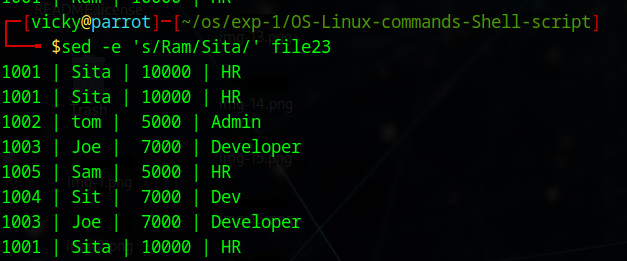 1001 | Ram | 10000 | HR
┌─[vicky@parrot]─[~/os/exp-1/OS-Linux-commands-Shell-script]
└──╼ $sed -e 's/Ram/Sita/' file23
1001 | Sita | 10000 | HR
1001 | Sita | 10000 | HR
1002 | tom |  5000 | Admin
1003 | Joe |  7000 | Developer
1005 | Sam |  5000 | HR
1004 | Sit |  7000 | Dev
1003 | Joe |  7000 | Developer
1001 | Sita | 10000 | HR